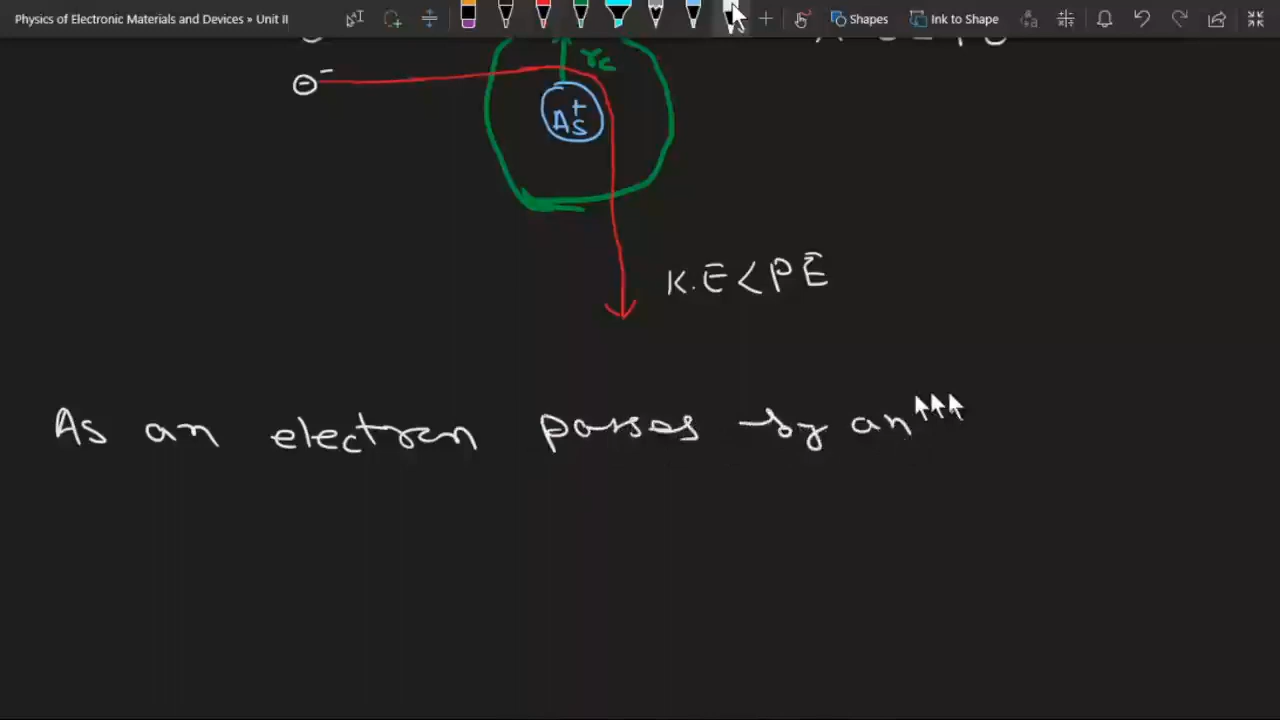 Physics of Electronic Materials and Devices » Unit II
Shapes
Ink to Shape
rc
⊖-
As+
K.E < PE
As an electron passes by an